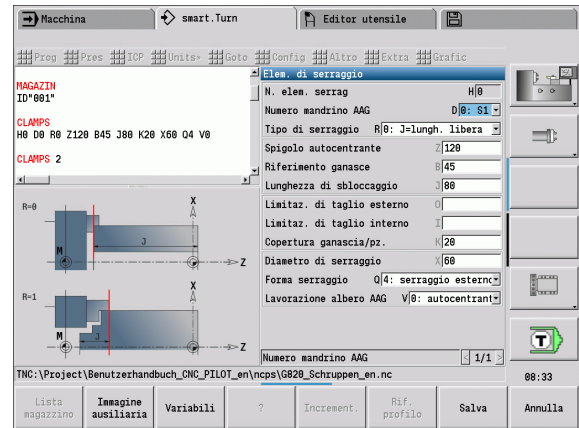 Macchina
smart.Turn
Editor utensile
Prog Pres ICP Units» Goto Config Altro Extra Grafic
MAGAZIN
ID"001"
CLAMPS
H0 D0 R0 Z120 B45 J80 K20 X60 Q4 V0
CLAMPS 2
Elem. di serraggio
N. elem. serrag H 0
Numero mandrino AAG D 0: S1
Tipo di serraggio R 0: J=lungh. libera
Spigolo autocentrante Z 120
Riferimento ganasce B 45
Lunghezza di sbloccaggio J 80
Limitaz. di taglio esterno O
Limitaz. di taglio interno I
Copertura ganascia/pz. K 20
Diametro di serraggio X 60
Forma serraggio Q 4: serraggio esterno
Lavorazione albero AAG V 0: autocentrant
Numero mandrino AAG < 1/1 >
R=0
X
J
M
Z
R=1
X
M
J
Z
T
TNC:\Project\Benutzerhandbuch_CNC_PILOT_en\ncps\G820_Schruppen_en.nc
08:33
Lista magazzino
Immagine ausiliaria
Variabili
?
Increment.
Rif. profilo
Salva
Annulla